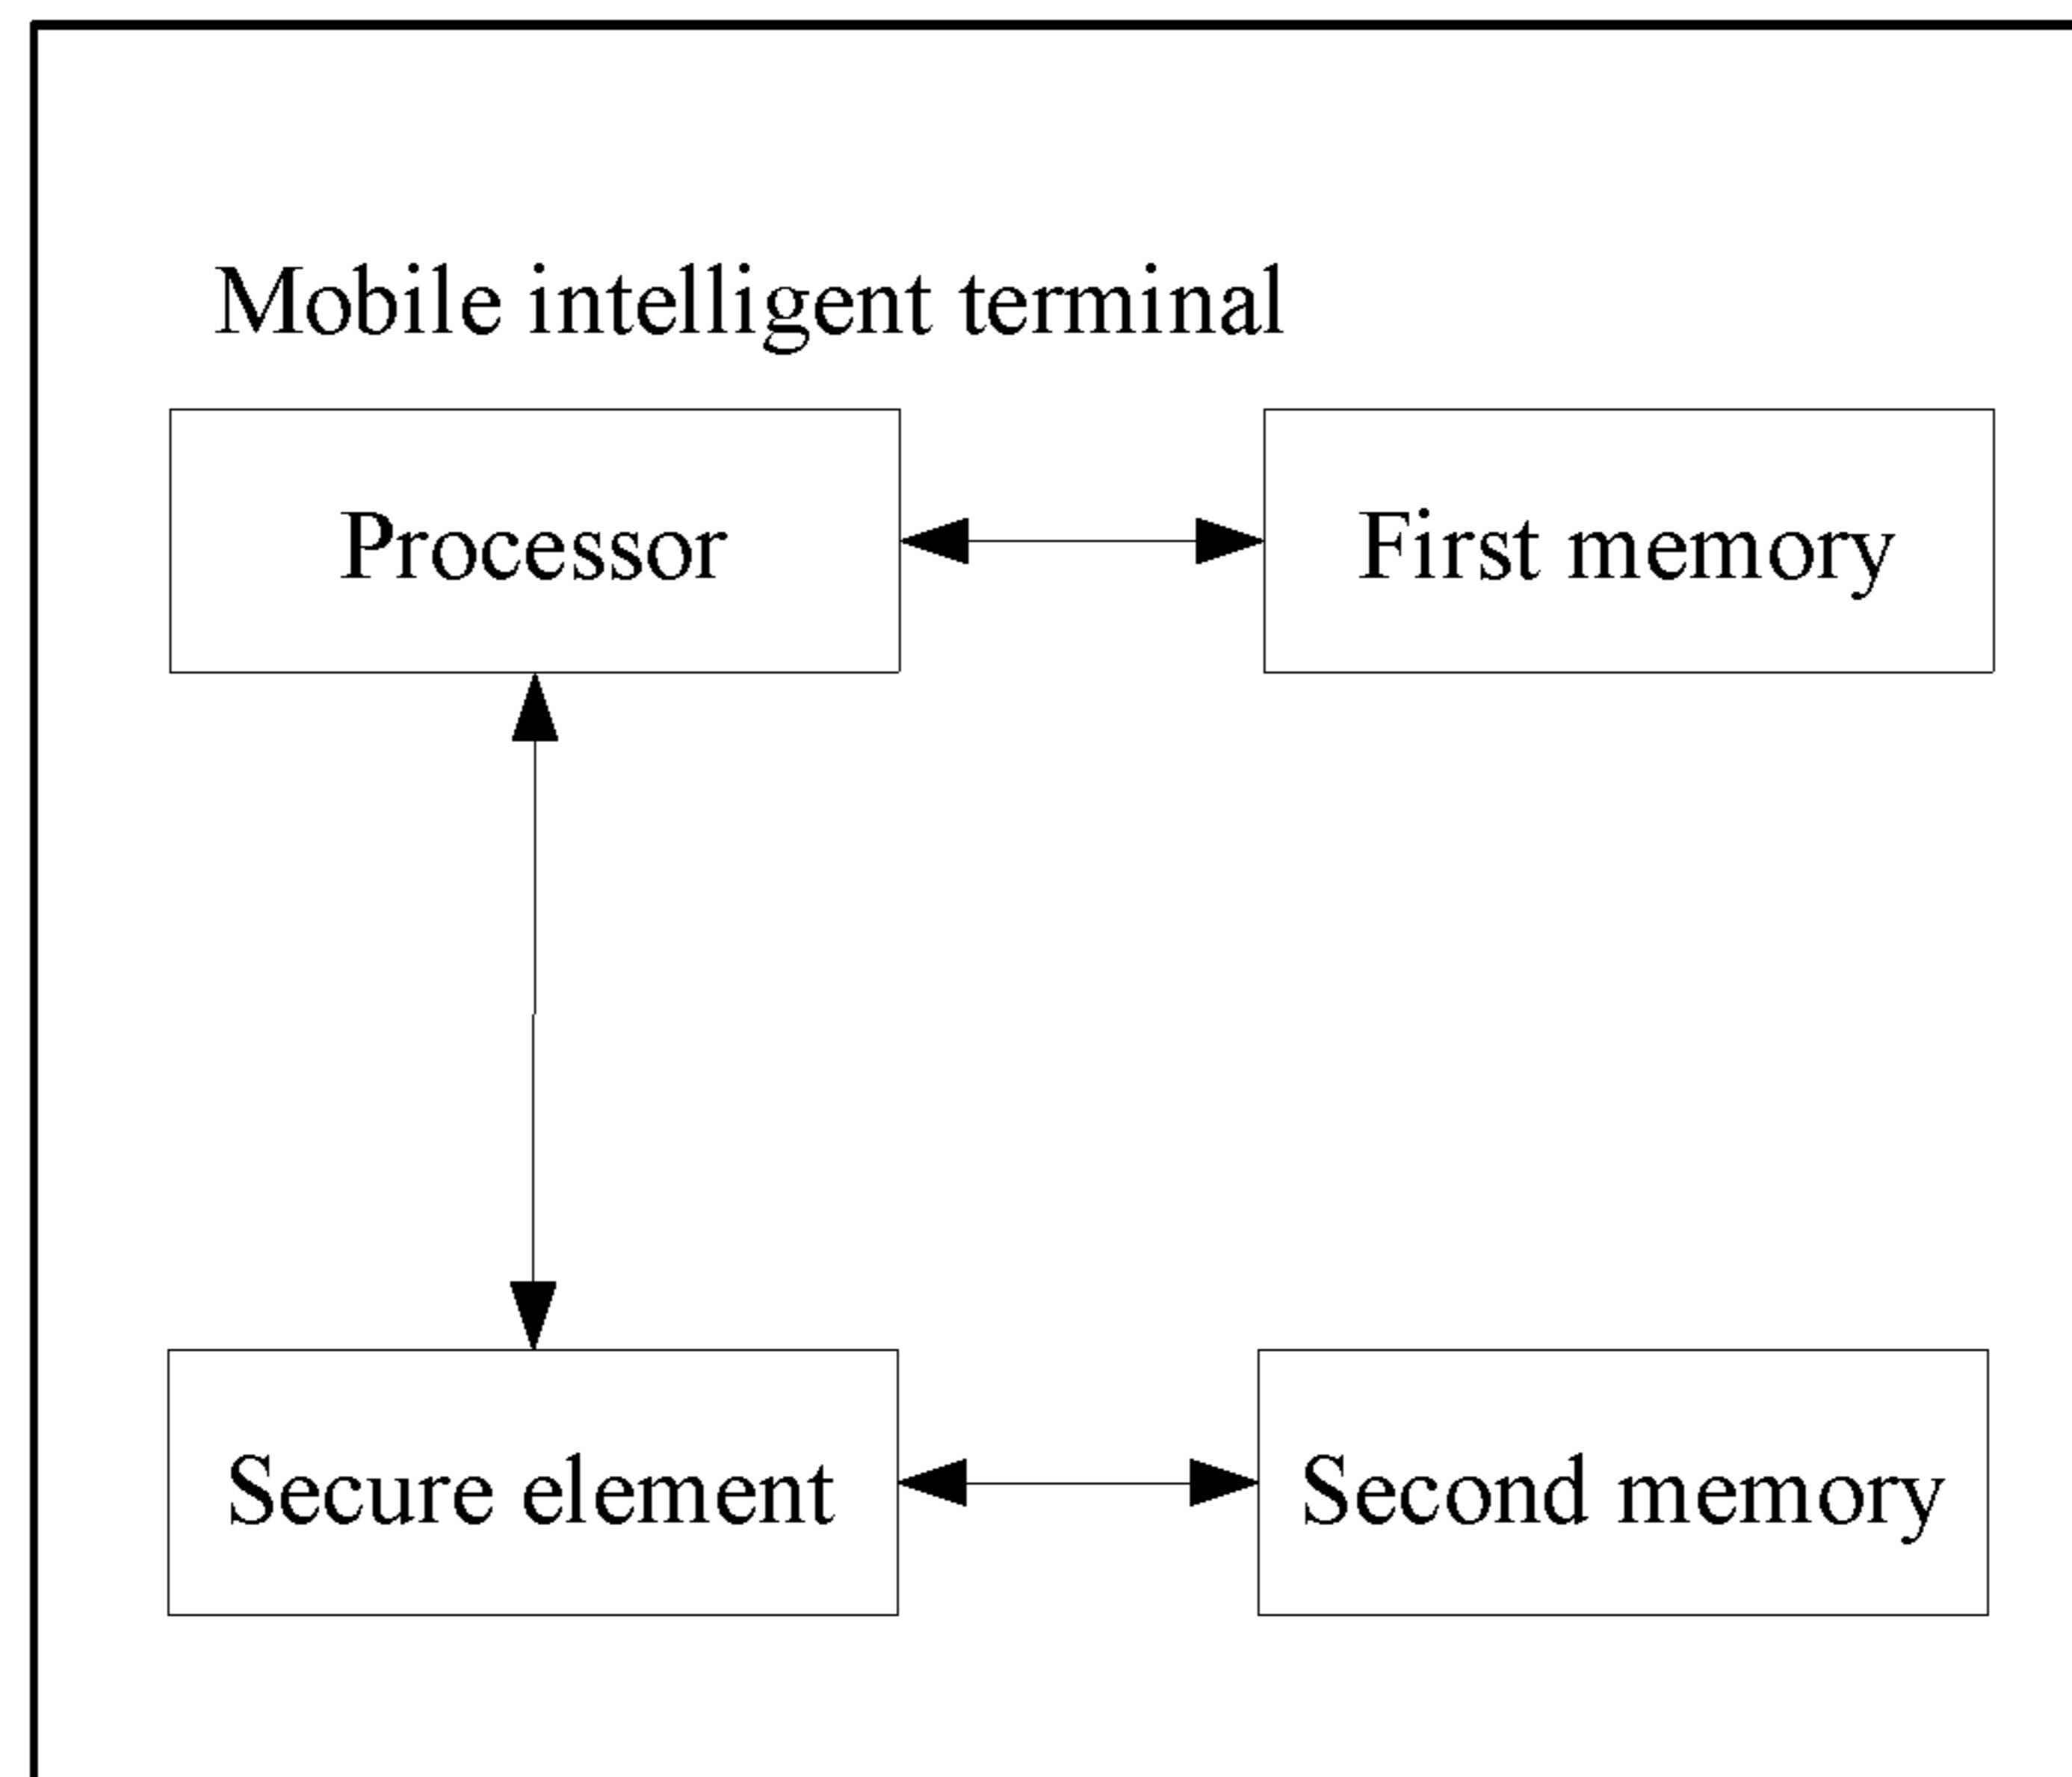 Mobile intelligent terminal
Processor
First memory
Secure element
Second memory